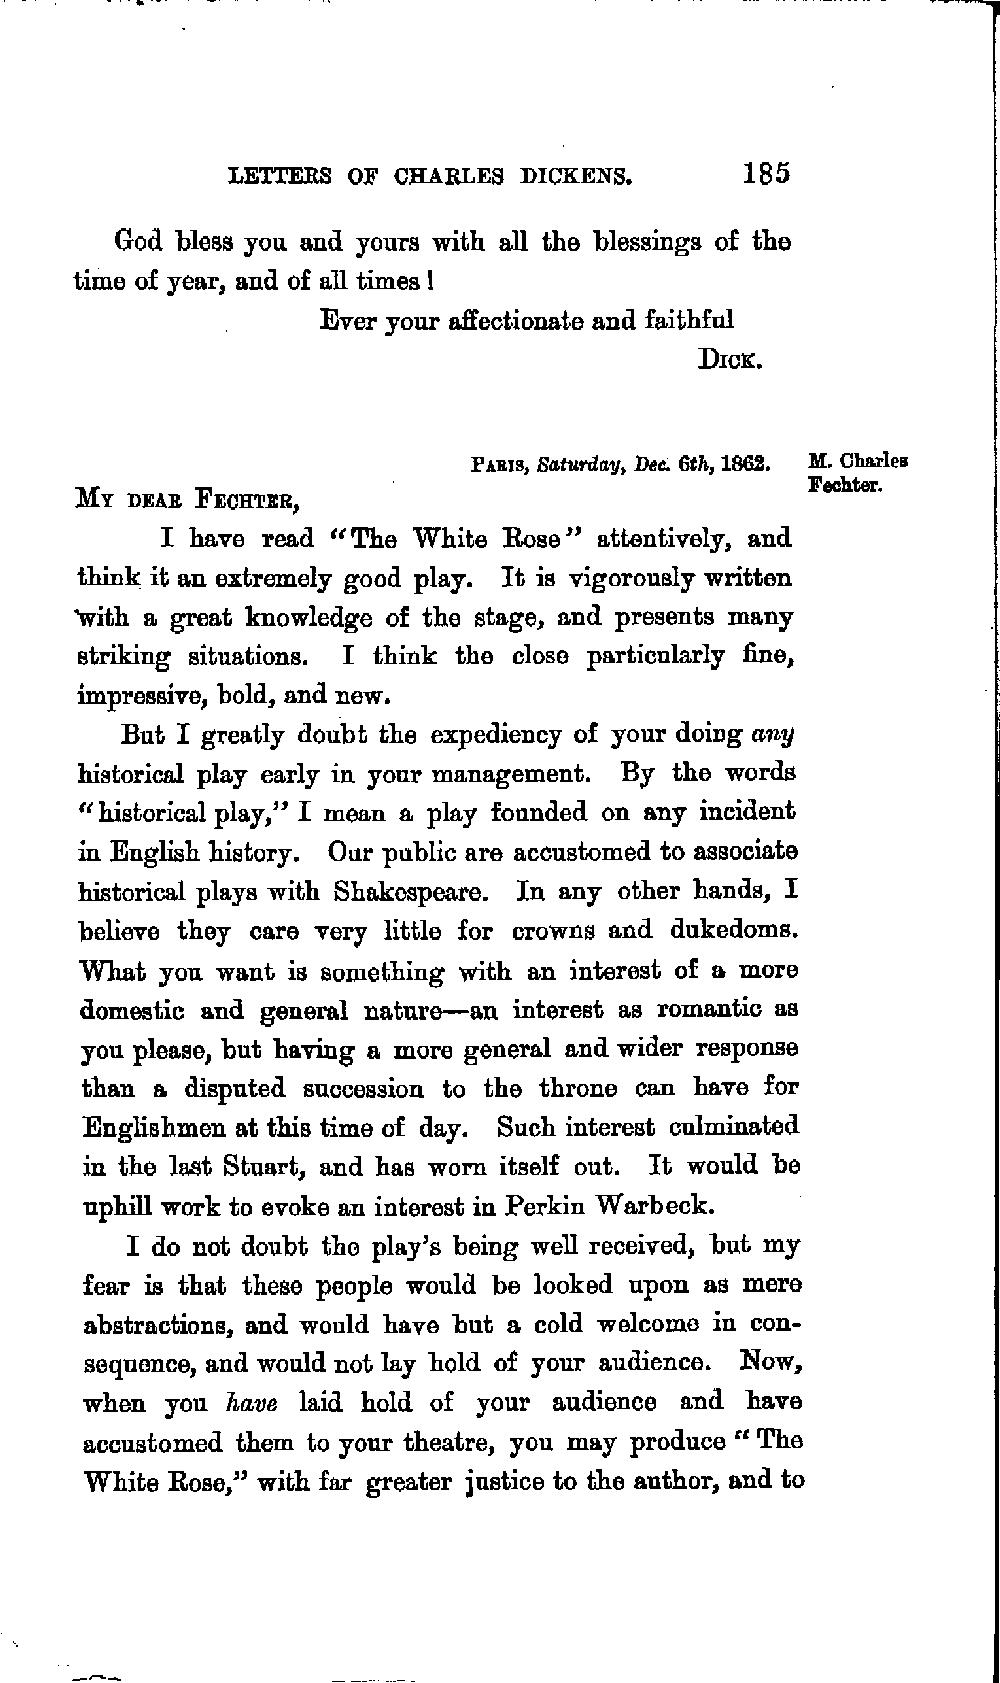 LETTERS OF CHARLES DICKENS. 185
God bless you and yours with all the blessings of the
time of year, and of all times!
Ever your affectionate and faithful
DICK.
PARIS, Saturday, Dec. 6th, 1862.
M. Charles
Fechter.
MY DEAR FECHTER,
I have read "The White Rose" attentively, and
think it an extremely good play. It is vigorously written
with a great knowledge of the stage, and presents many
striking situations. I think the close particularly fine,
impressive, bold, and new.
But I greatly doubt the expediency of your doing any
historical play early in your management. By the words
"historical play," I mean a play founded on any incident
in English history. Our public are accustomed to associate
historical plays with Shakespeare. In any other hands, I
believe they care very little for crowns and dukedoms.
What you want is something with an interest of a more
domestic and general nature—an interest as romantic as
you please, but having a more general and wider response
than a disputed succession to the throne can have for
Englishmen at this time of day. Such interest culminated
in the last Stuart, and has worn itself out. It would be
uphill work to evoke an interest in Perkin Warbeck.
I do not doubt the play's being well received, but my
fear is that these people would be looked upon as mere
abstractions, and would have but a cold welcome in con-
sequence, and would not lay hold of your audience. Now,
when you have laid hold of your audience and have
accustomed them to your theatre, you may produce "The
White Rose," with far greater justice to the author, and to